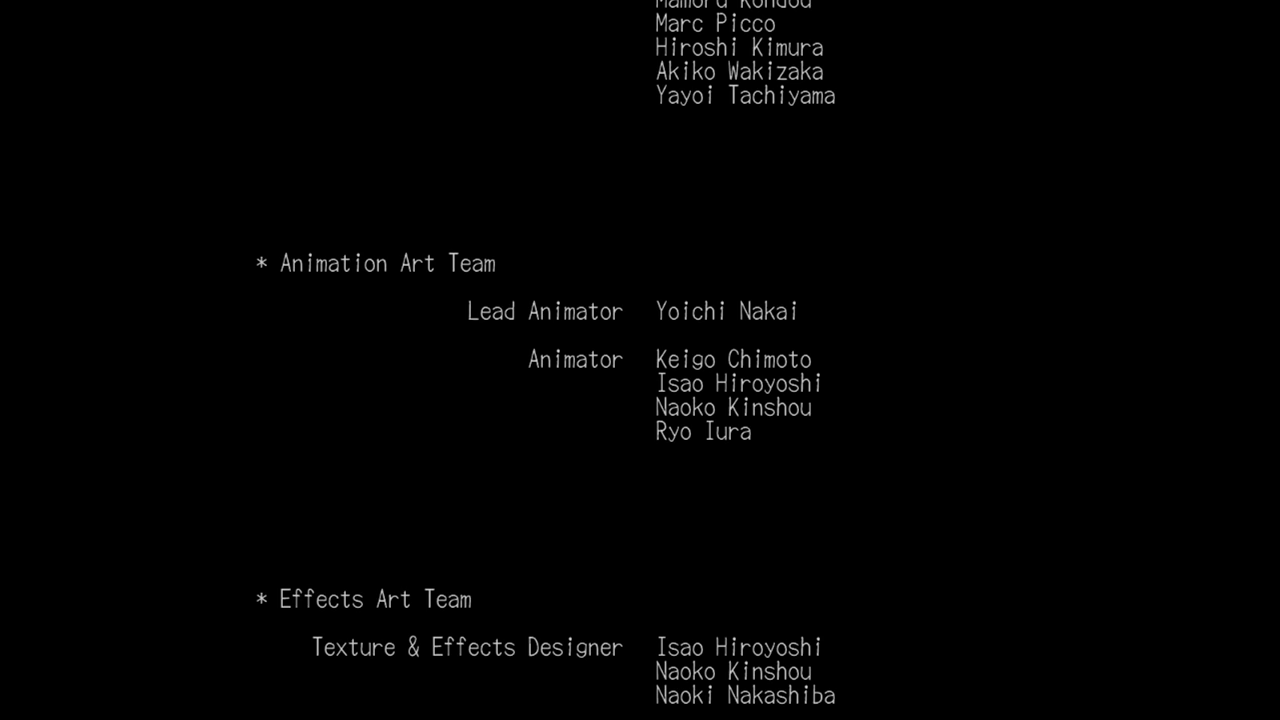 Marc Picco
Hiroshi Kimura
Akiko Wakizaka
Yayoi Tachiyama
* Animation Art Team
Lead Animator Yoichi Nakai
Animator Keigo Chimoto
Isao Hiroyoshi
Naoko Kinshou
Ryo Iura
* Effects Art Team
Texture & Effects Designer Isao Hiroyoshi
Naoko Kinshou
Naoki Nakashiba